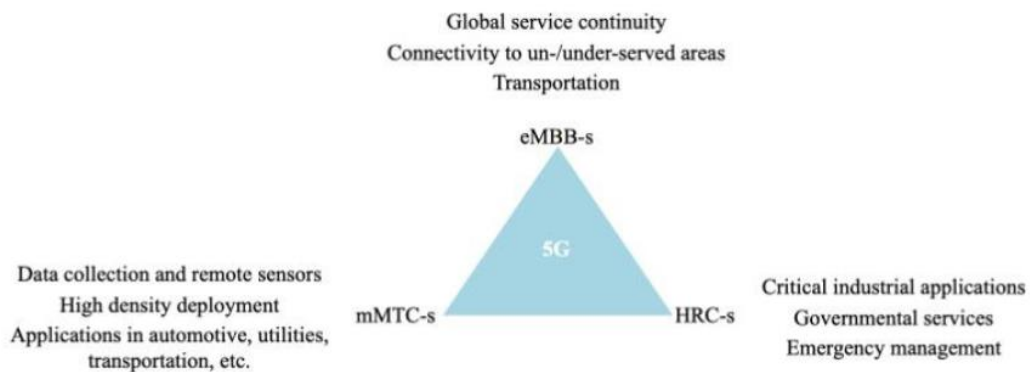 Global service continuity
Connectivity to un-/under-served areas
Transportation
eMBB-s
5G
Data collection and remote sensors
High density deployment
Applications in automotive, utilities,
transportation, etc.
mMTC-s
HRC-s
Critical industrial applications
Governmental services
Emergency management